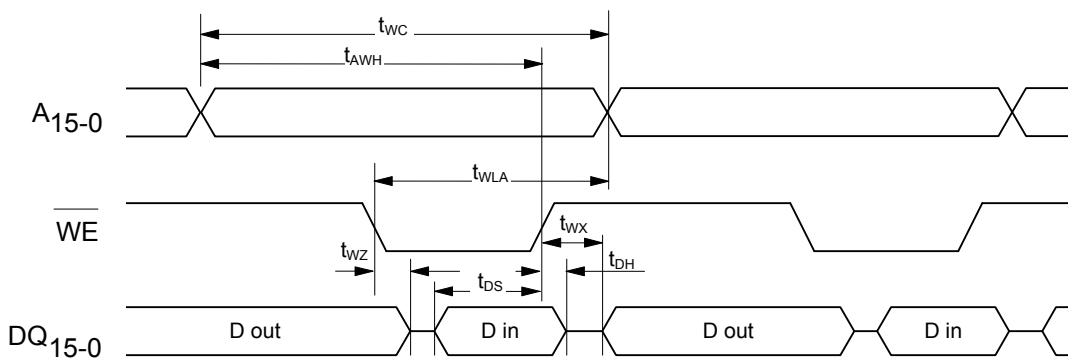 tWC
tAWH
A15-0
tWLA
WE
tWX
tWZ
tDS
tDH
DQ15-0
D out
D in
D out
D in